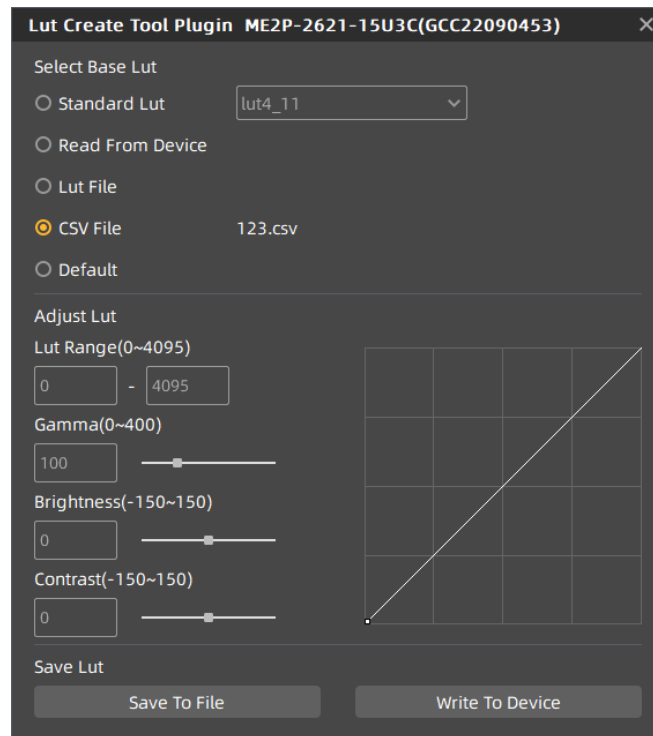 Lut Create Tool Plugin ME2P-2621-15U3C(GCC22090453)
Select Base Lut
Standard Lut lut4_11
Read From Device
Lut File
CSV File 123.csv
Default
Adjust Lut
Lut Range(0~4095)
0 - 4095
Gamma(0~400)
100
Brightness(-150~150)
0
Contrast(-150~150)
0
Save Lut
Save To File Write To Device